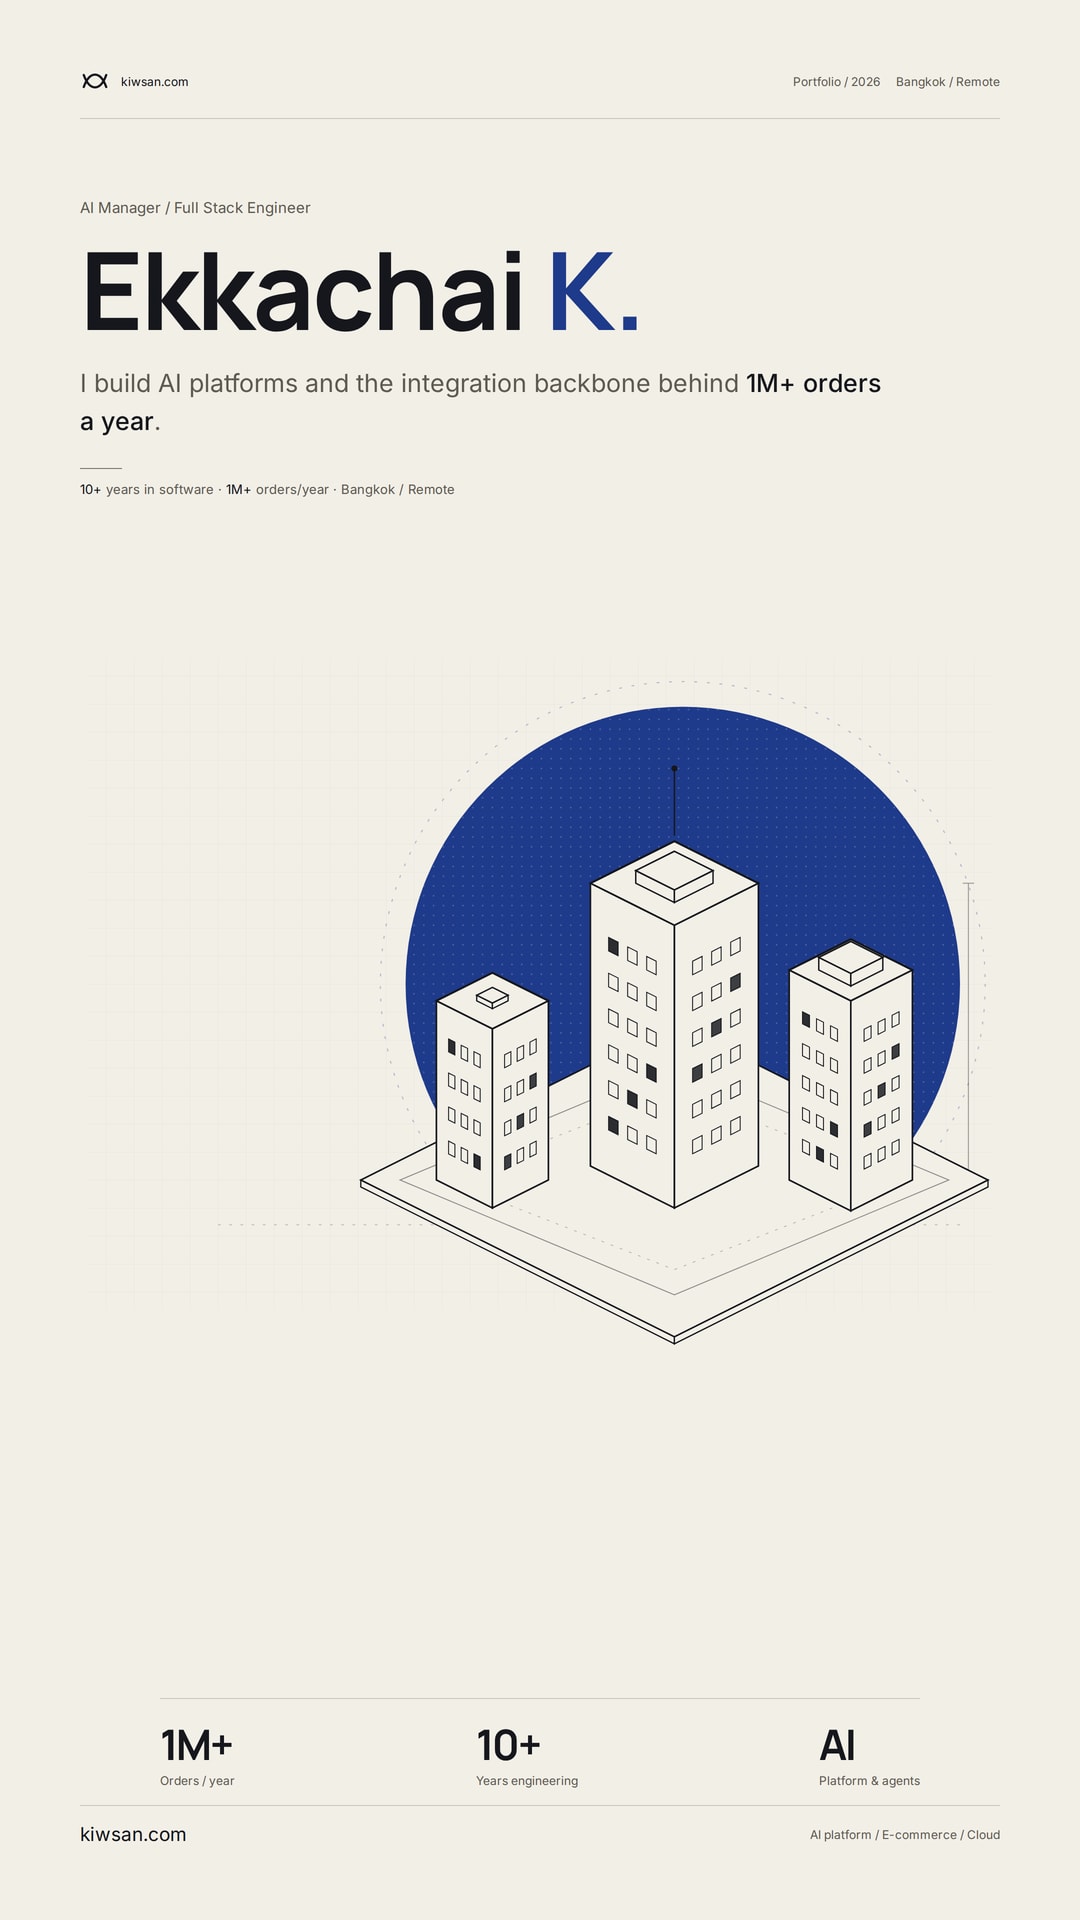 kiwsan.com
Portfolio / 2026 Bangkok / Remote
AI Manager / Full Stack Engineer
Ekkachai K.
I build AI platforms and the integration backbone behind 1M+ orders
a year.
10+ years in software · 1M+ orders/year · Bangkok / Remote
1M+
Orders / year
10+
Years engineering
AI
Platform & agents
kiwsan.com
AI platform / E-commerce / Cloud